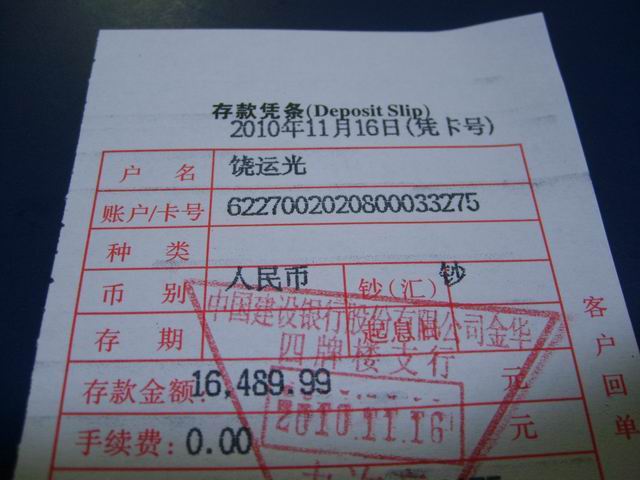 存款凭条(Deposit Slip)
2010年11月16日(凭卡号)
户 名 饶运光
账户/卡号 6227002020800033275
种 类
币 别 人民币 钞(汇) 钞
中国建设银行股份有限公司金华
存 期 起息日
四牌楼支行
存款金额: 16,489.99 元
2010.11.16
手续费: 0.00 元
客户回单